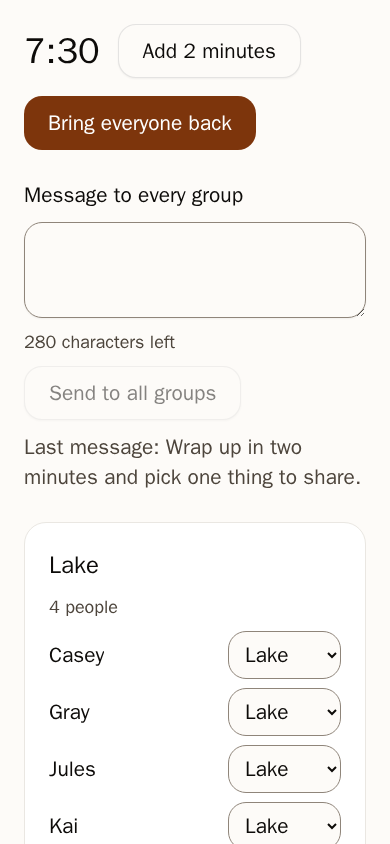 7:30 Add 2 minutes
Bring everyone back
Message to every group
280 characters left
Send to all groups
Last message: Wrap up in two
minutes and pick one thing to share.
Lake
4 people
Casey Lake
Gray Lake
Jules Lake
Kai Lake